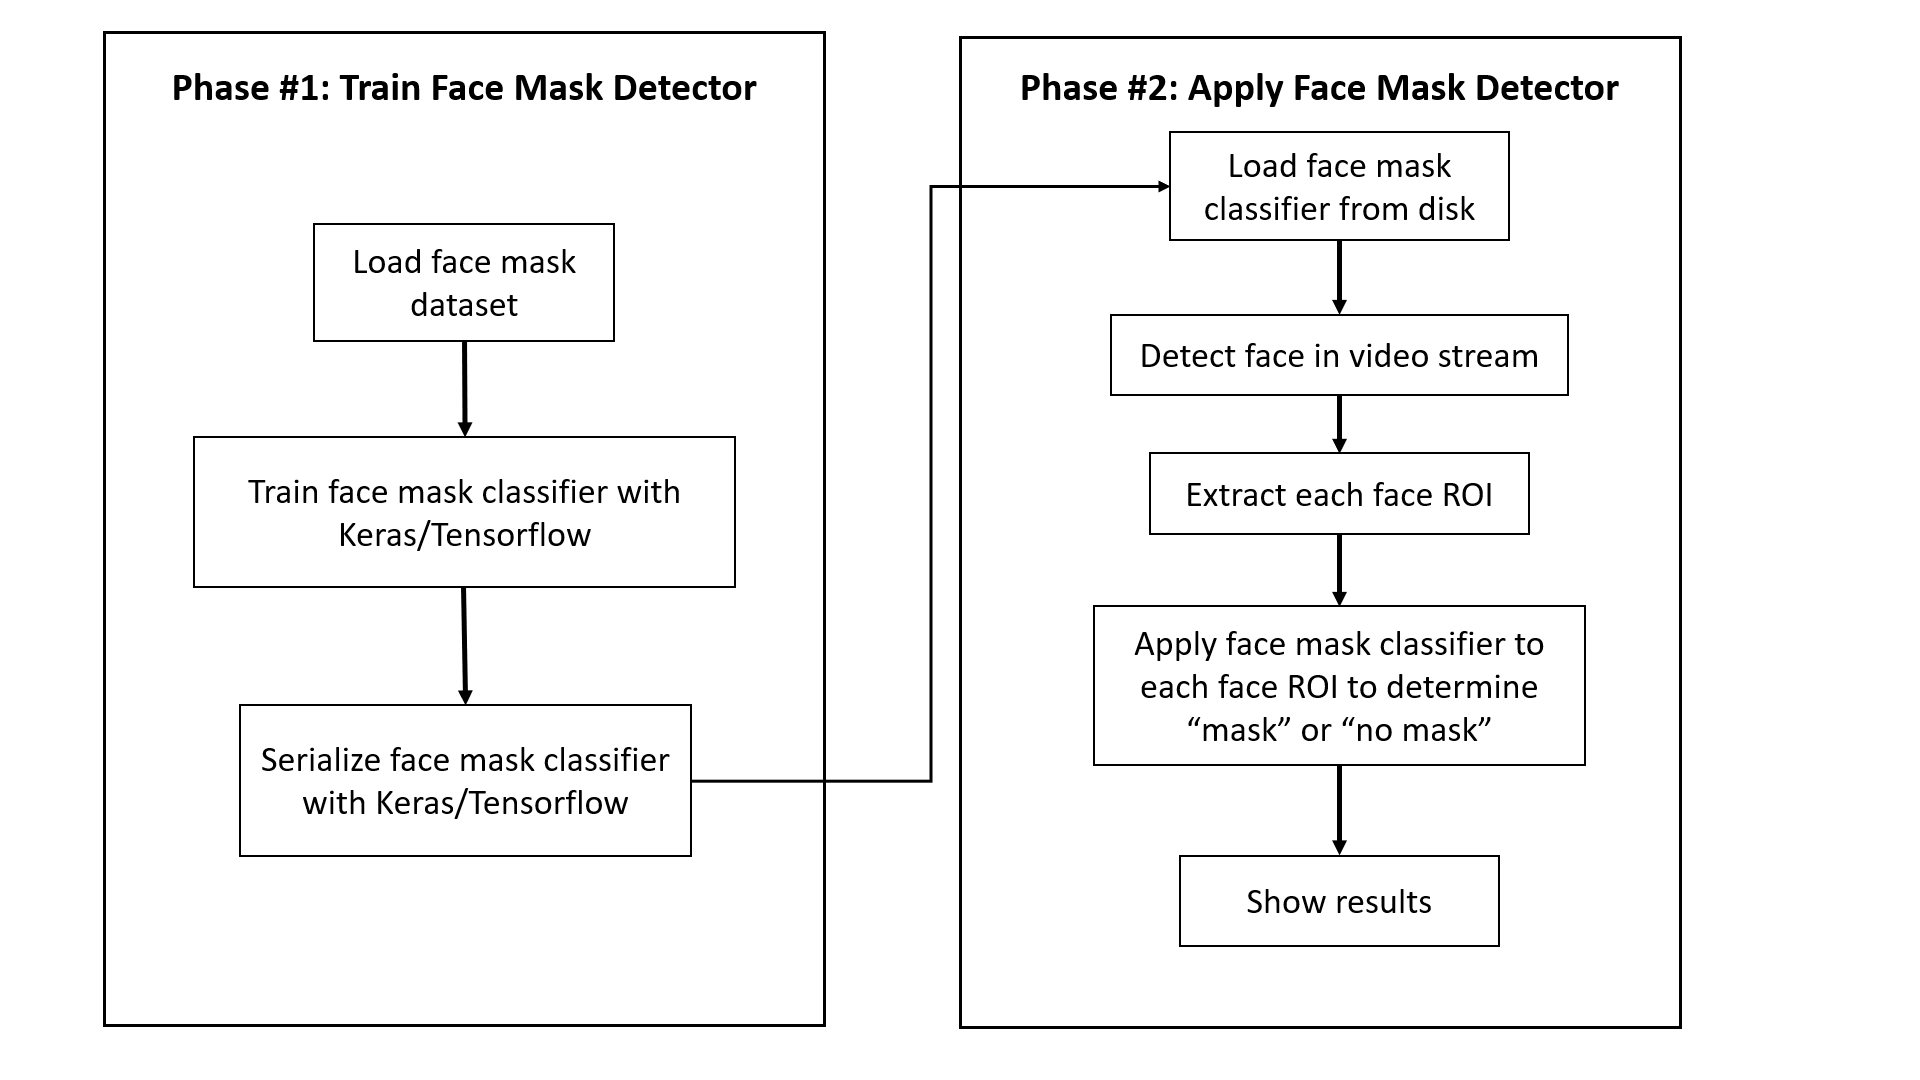 Phase #1: Train Face Mask Detector
Load face mask
dataset
Train face mask classifier with
Keras/Tensorflow
Serialize face mask classifier
with Keras/Tensorflow
Phase #2: Apply Face Mask Detector
Load face mask
classifier from disk
Detect face in video stream
Extract each face ROI
Apply face mask classifier to
each face ROI to determine
“mask” or “no mask”
Show results